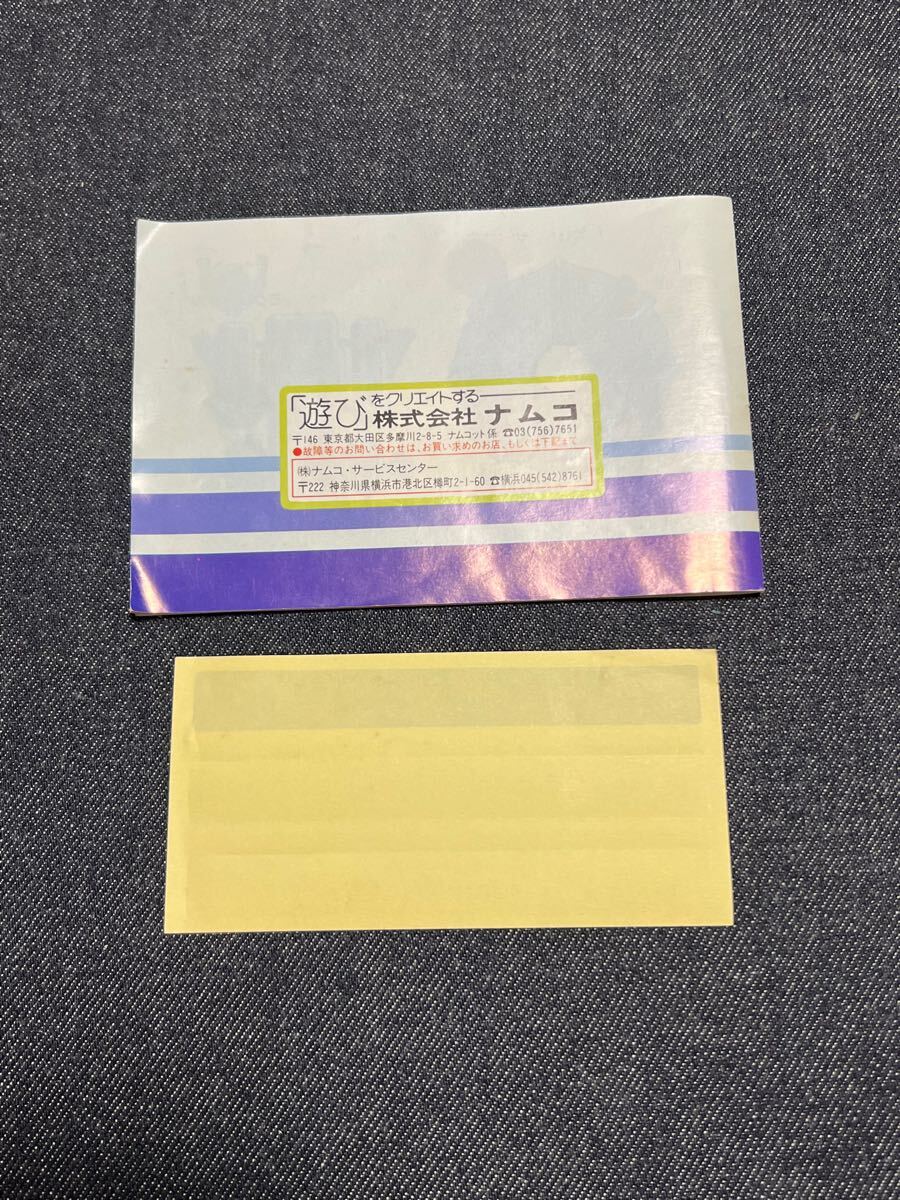 「遊び」をクリエイトする
株式会社 ナムコ
〒146 東京都大田区多摩川2-8-5 ナムコット係 ☎03(756)7651
●故障等のお問い合わせは、お買い求めのお店、もしくは下記まで
(株)ナムコ・サービスセンター
〒222 神奈川県横浜市港北区樽町2-1-60 ☎横浜045(542)8761